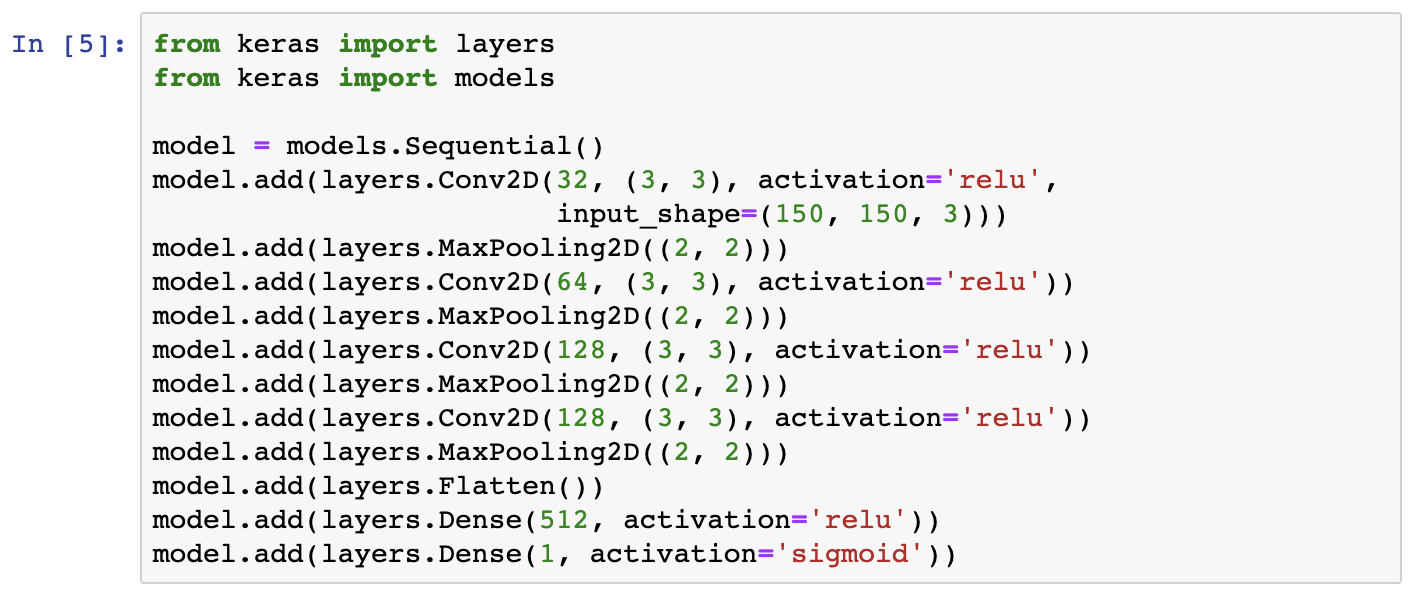 In [5]: from keras import layers
from keras import models

model = models.Sequential()
model.add(layers.Conv2D(32, (3, 3), activation='relu',
                        input_shape=(150, 150, 3)))
model.add(layers.MaxPooling2D((2, 2)))
model.add(layers.Conv2D(64, (3, 3), activation='relu'))
model.add(layers.MaxPooling2D((2, 2)))
model.add(layers.Conv2D(128, (3, 3), activation='relu'))
model.add(layers.MaxPooling2D((2, 2)))
model.add(layers.Conv2D(128, (3, 3), activation='relu'))
model.add(layers.MaxPooling2D((2, 2)))
model.add(layers.Flatten())
model.add(layers.Dense(512, activation='relu'))
model.add(layers.Dense(1, activation='sigmoid'))